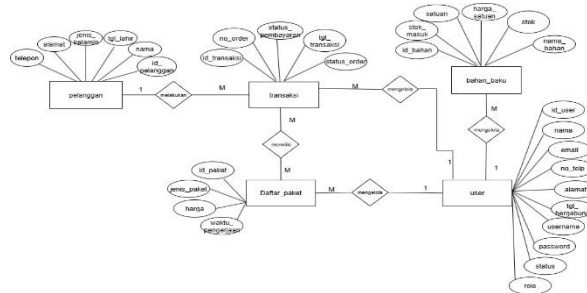 telepon
alamat
jenis_
kelamin
tgl_lahir
nama
id_
pelanggan
pelanggan
1
melakukan
M
no_order
id_transaksi
status_
pembayaran
tgl_
transaksi
status_order
transaksi
M
mengelola
1
stok_
masuk
satuan
harga_
satuan
stok
id_bahan
nama_
bahan
bahan_baku
M
mengelola
1
M
memiliki
M
id_paket
jenis_paket
harga
waktu_
pengerjaan
Daftar_paket
M
mengelola
1
user
id_user
nama
email
no_telp
alamat
tgl_
bergabung
username
password
status
role